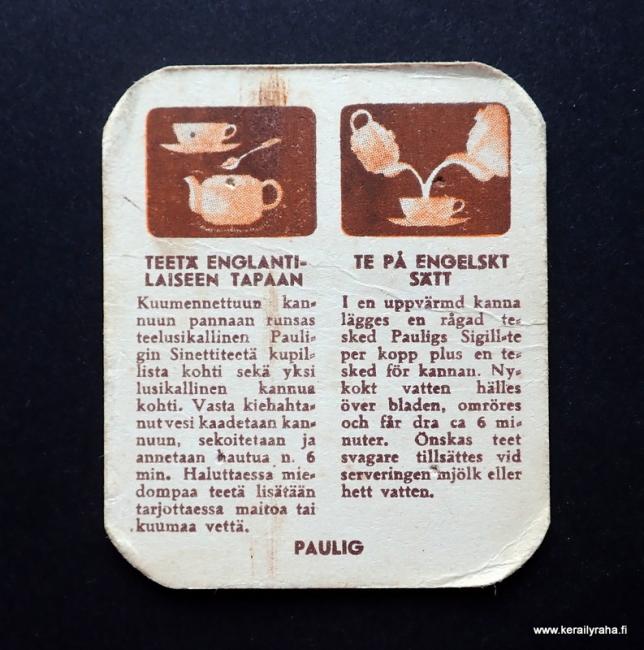 TEETÄ ENGLANTI-
LAISEEN TAPAAN
Kuumennettuun kan-
nuun pannaan runsas
teelusikallinen Pauli-
gin Sinettiteetä kupil-
lista kohti sekä yksi
lusikallinen kannua
kohti. Vasta kiehahta-
nut vesi kaadetaan kan-
nuun, sekoitetaan ja
annetaan hautua n. 6
min. Haluttaessa mie-
dompaa teetä lisätään
tarjottaessa maitoa tai
kuumaa vettä.
TE PÅ ENGELSKT
SÄTT
I en uppvärmd kanna
lägges en rågad te-
sked Pauligs Sigill-te
per kopp plus en te-
sked för kannan. Ny-
kokt vatten hälles
över bladen, omröres
och får dra ca 6 mi-
nuter. Önskas teet
svagare tillsättes vid
serveringen mjölk eller
hett vatten.
PAULIG
www.kerailyraha.fi